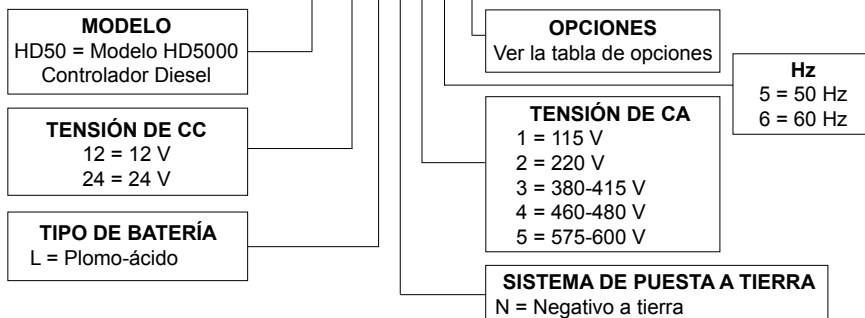 MODELO
HD50 = Modelo HD5000
Controlador Diesel
TENSIÓN DE CC
12 = 12 V
24 = 24 V
TIPO DE BATERÍA
L = Plomo-ácido
OPCIONES
Ver la tabla de opciones
Hz
5 = 50 Hz
6 = 60 Hz
TENSIÓN DE CA
1 = 115 V
2 = 220 V
3 = 380-415 V
4 = 460-480 V
5 = 575-600 V
SISTEMA DE PUESTA A TIERRA
N = Negativo a tierra